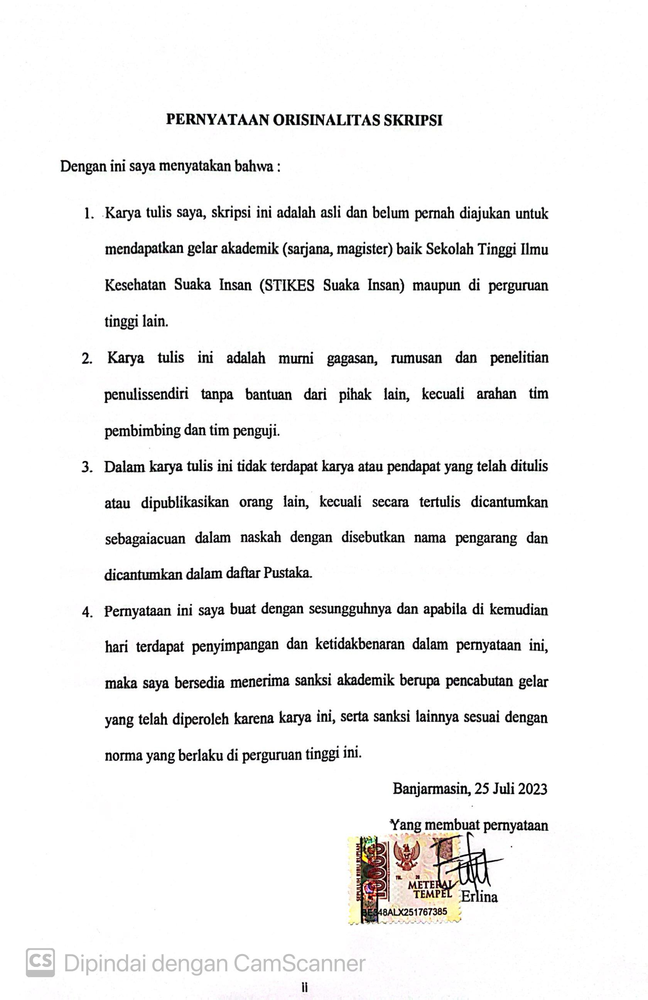 PERNYATAAN ORISINALITAS SKRIPSI
Dengan ini saya menyatakan bahwa :
1. Karya tulis saya, skripsi ini adalah asli dan belum pernah diajukan untuk
mendapatkan gelar akademik (sarjana, magister) baik Sekolah Tinggi Ilmu
Kesehatan Suaka Insan (STIKES Suaka Insan) maupun di perguruan
tinggi lain.
2. Karya tulis ini adalah murni gagasan, rumusan dan penelitian
penulissendiri tanpa bantuan dari pihak lain, kecuali arahan tim
pembimbing dan tim penguji.
3. Dalam karya tulis ini tidak terdapat karya atau pendapat yang telah ditulis
atau dipublikasikan orang lain, kecuali secara tertulis dicantumkan
sebagaiacuan dalam naskah dengan disebutkan nama pengarang dan
dicantumkan dalam daftar Pustaka.
4. Pernyataan ini saya buat dengan sesungguhnya dan apabila di kemudian
hari terdapat penyimpangan dan ketidakbenaran dalam pernyataan ini,
maka saya bersedia menerima sanksi akademik berupa pencabutan gelar
yang telah diperoleh karena karya ini, serta sanksi lainnya sesuai dengan
norma yang berlaku di perguruan tinggi ini.
Banjarmasin, 25 Juli 2023
Yang membuat pernyataan
SEPULUH RIBU RUPIAH
10000
TGL. 20
METERAI
TEMPEL
Erlina
BE348ALX251767385
CS Dipindai dengan CamScanner
ii